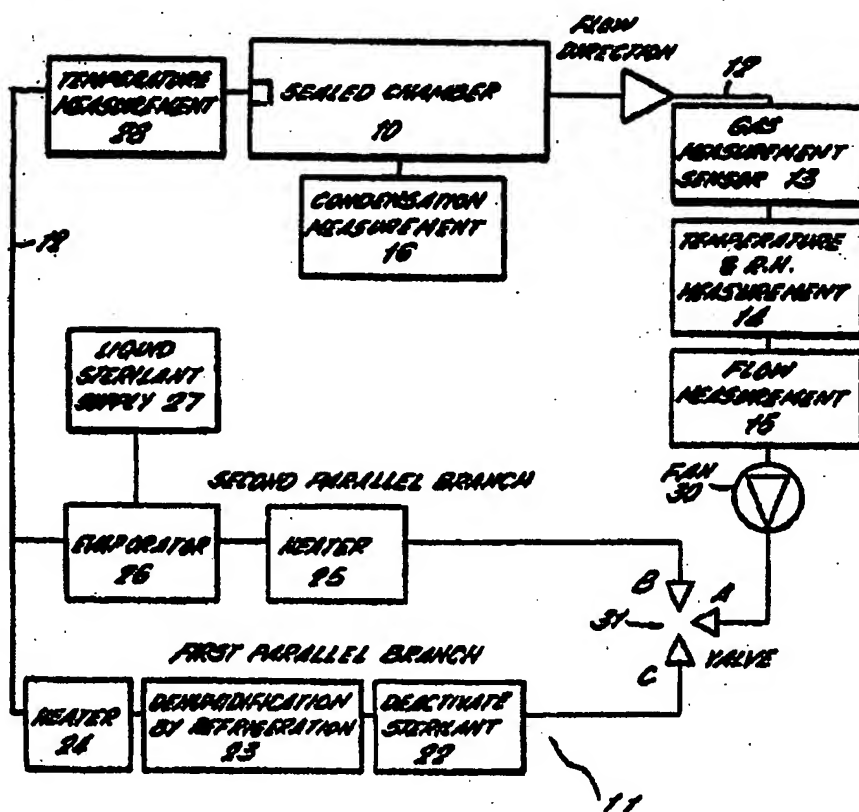 FLOW
DIRECTION
TEMPERATURE
MEASUREMENT
28
SEALED CHAMBER
10
12
GAS
MEASUREMENT
SENSOR 13
CONDENSATION
MEASUREMENT
16
TEMPERATURE
& R.H.
MEASUREMENT
14
12
FLOW
MEASUREMENT
15
LIQUID
STERILANT
SUPPLY 27
FAN
30
SECOND PARALLEL BRANCH
EVAPORATOR
26
HEATER
25
B
A
31
VALVE
C
FIRST PARALLEL BRANCH
HEATER
24
DEHUMIDIFICATION
BY REFRIGERATION
23
DEACTIVATE
STERILANT
22
11